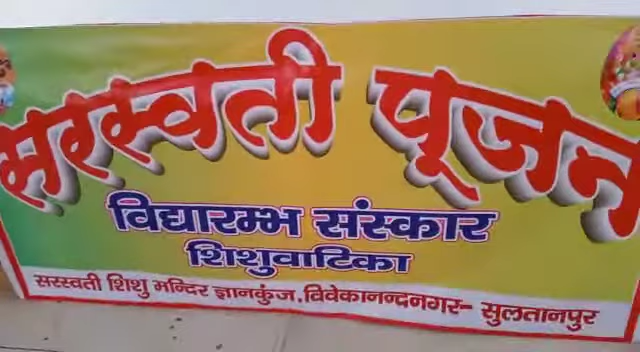 सरस्वती पूजन
विद्यारम्भ संस्कार
शिशुवाटिका
सरस्वती शिशु मन्दिर ज्ञानकुंज, विवेकानन्दनगर- सुलतानपुर